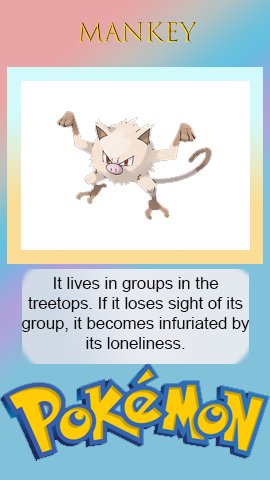 MANKEY
It lives in groups in the
treetops. If it loses sight of its
group, it becomes infuriated by
its loneliness.
POKéMON